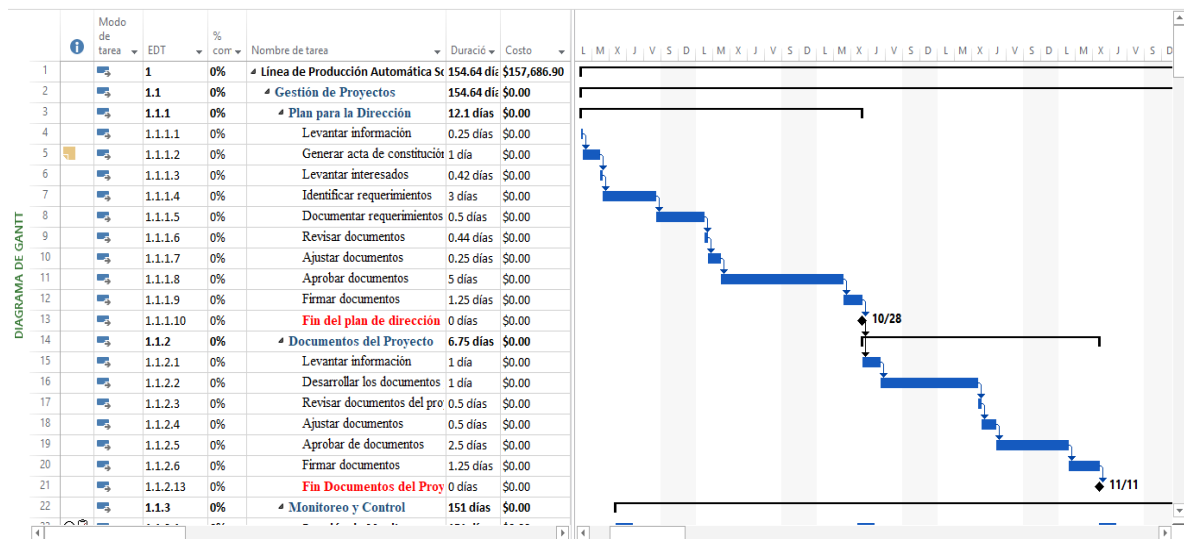 DIAGRAMA DE GANTT
Modo de tarea EDT % com Nombre de tarea Duració Costo L M X J V S D L M X J V S D L M X J V S D L M X J V S D L M X J V S D
1 1 0% Línea de Producción Automática 154.64 día $157,686.90
2 1.1 0% Gestión de Proyectos 154.64 día $0.00
3 1.1.1 0% Plan para la Dirección 12.1 días $0.00
4 1.1.1.1 0% Levantar información 0.25 días $0.00
5 1.1.1.2 0% Generar acta de constitución 1 día $0.00
6 1.1.1.3 0% Levantar interesados 0.42 días $0.00
7 1.1.1.4 0% Identificar requerimientos 3 días $0.00
8 1.1.1.5 0% Documentar requerimientos 0.5 días $0.00
9 1.1.1.6 0% Revisar documentos 0.44 días $0.00
10 1.1.1.7 0% Ajustar documentos 0.25 días $0.00
11 1.1.1.8 0% Aprobar documentos 5 días $0.00
12 1.1.1.9 0% Firmar documentos 1.25 días $0.00
13 1.1.1.10 0% Fin del plan de dirección 0 días $0.00 10/28
14 1.1.2 0% Documentos del Proyecto 6.75 días $0.00
15 1.1.2.1 0% Levantar información 1 día $0.00
16 1.1.2.2 0% Desarrollar los documentos 1 día $0.00
17 1.1.2.3 0% Revisar documentos del pro 0.5 días $0.00
18 1.1.2.4 0% Ajustar documentos 0.5 días $0.00
19 1.1.2.5 0% Aprobar de documentos 2.5 días $0.00
20 1.1.2.6 0% Firmar documentos 1.25 días $0.00
21 1.1.2.13 0% Fin Documentos del Proy 0 días $0.00 11/11
22 1.1.3 0% Monitoreo y Control 151 días $0.00